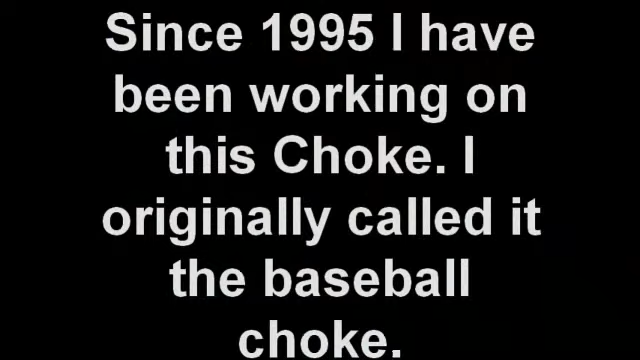 Since 1995 I have
been working on
this Choke. I
originally called it
the baseball
choke.